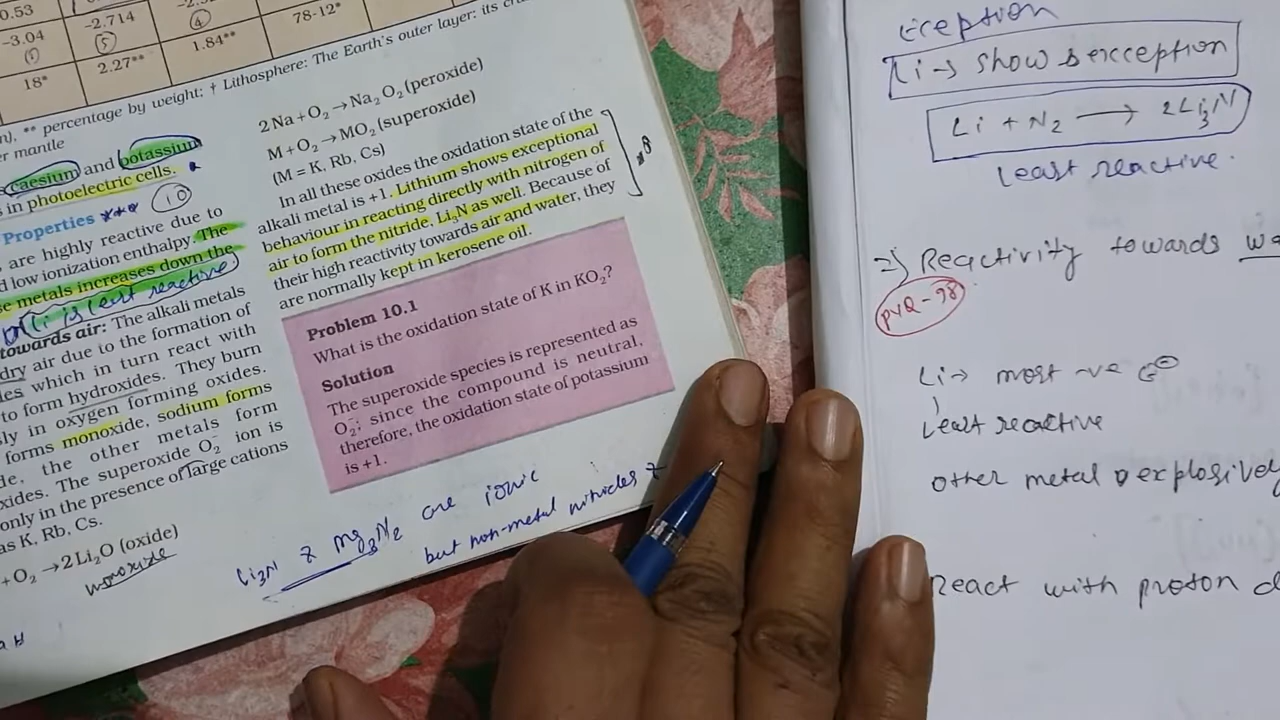 0.53
-3.04
-2.714
(1)
(5)
(4)
18*
2.27**
1.84**
78-12*
** percentage by weight; † Lithosphere: The Earth's outer layer: its
er mantle
caesium and potassium
s in photoelectric cells.
Properties (10)
are highly reactive due to
d low ionization enthalpy. The
se metals increases down the
Li is least reactive
towards air: The alkali metals
dry air due to the formation of
les which in turn react with
to form hydroxides. They burn
ly in oxygen forming oxides.
forms monoxide, sodium forms
de, the other metals form
xides. The superoxide O₂⁻ ion is
only in the presence of large cations
as K, Rb, Cs.
+O₂ →2Li₂O (oxide)
monoxide
2Na+O₂→Na₂O₂(peroxide)
M+O₂→MO₂(superoxide)
(M = K, Rb, Cs)
In all these oxides the oxidation state of the
alkali metal is +1. Lithium shows exceptional
behaviour in reacting directly with nitrogen of
air to form the nitride, Li₃N as well. Because of
their high reactivity towards air and water, they
are normally kept in kerosene oil.
Problem 10.1
What is the oxidation state of K in KO₂?
Solution
The superoxide species is represented as
O₂⁻; since the compound is neutral,
therefore, the oxidation state of potassium
is +1.
Li3N & Mg3N2 are ionic
but non-metal nitrides
Li → show s exception
Li + N2 → 2Li3N
least reactive.
=) Reactivity towards
PYQ-98
Li → most -ve E⊖
least reactive
other metal explosively
React with proton